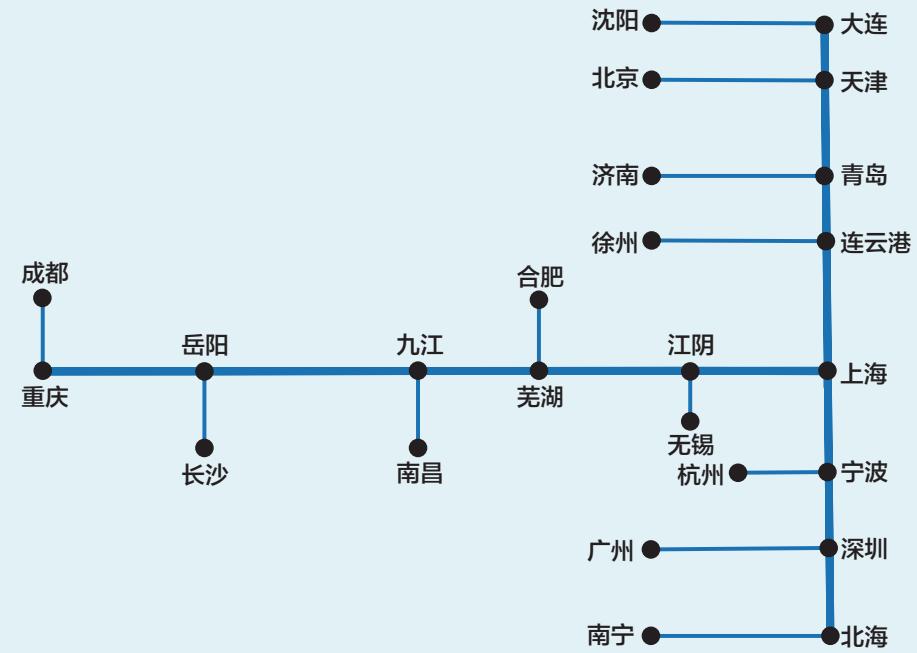 沈阳
大连
北京
天津
济南
青岛
徐州
连云港
成都
合肥
岳阳
九江
江阴
重庆
芜湖
上海
无锡
长沙
南昌
杭州
宁波
广州
深圳
南宁
北海